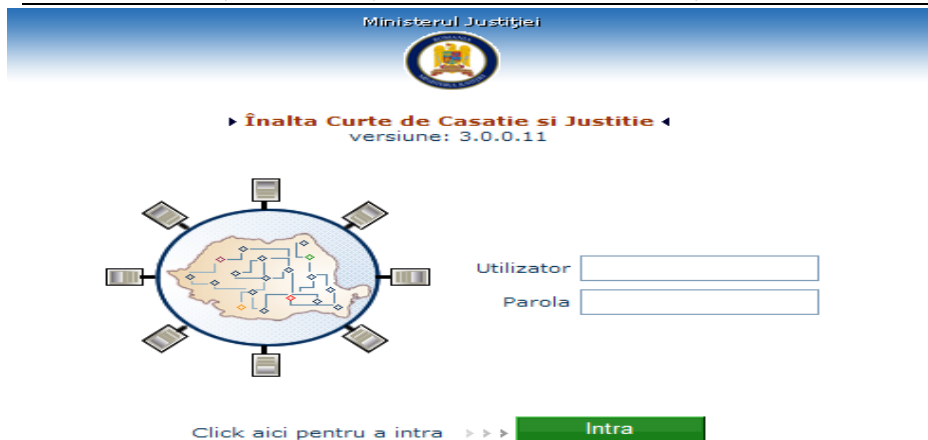 Ministerul Justiţiei
Înalta Curte de Casatie si Justitie
versiune: 3.0.0.11
Utilizator
Parola
Click aici pentru a intra > > > Intra